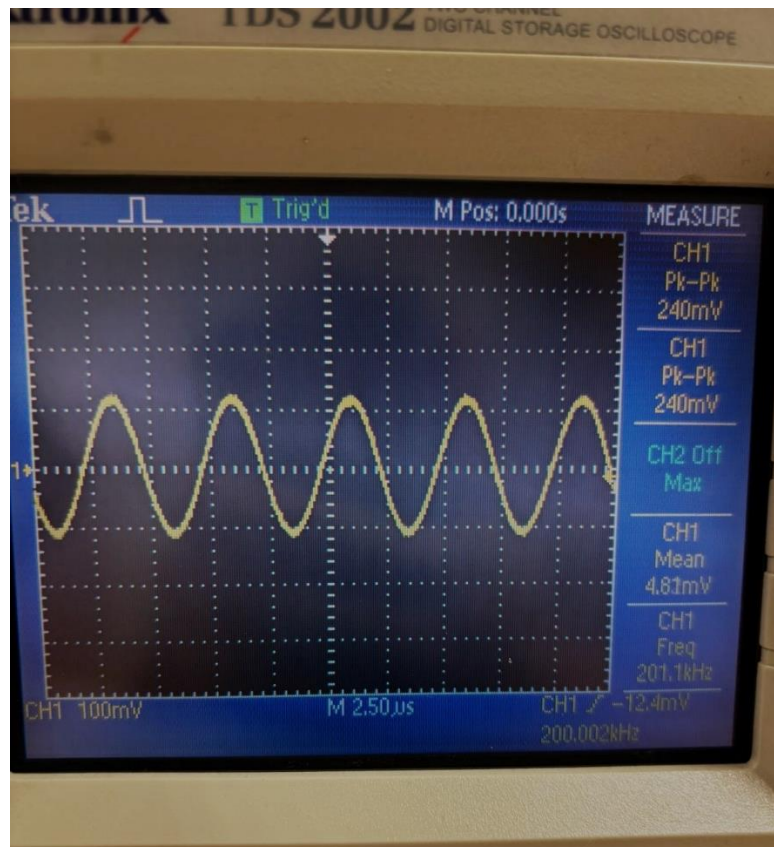 TDS 2002
DIGITAL STORAGE OSCILLOSCOPE
Tek
T Trig'd
M Pos: 0.000s
MEASURE
CH1
Pk-Pk
240mV
CH1
Pk-Pk
240mV
CH2 Off
Max
CH1
Mean
4.81mV
CH1
Freq
201.1kHz
1
CH1 100mV
M 2.50µs
CH1 -12.4mV
200.002kHz